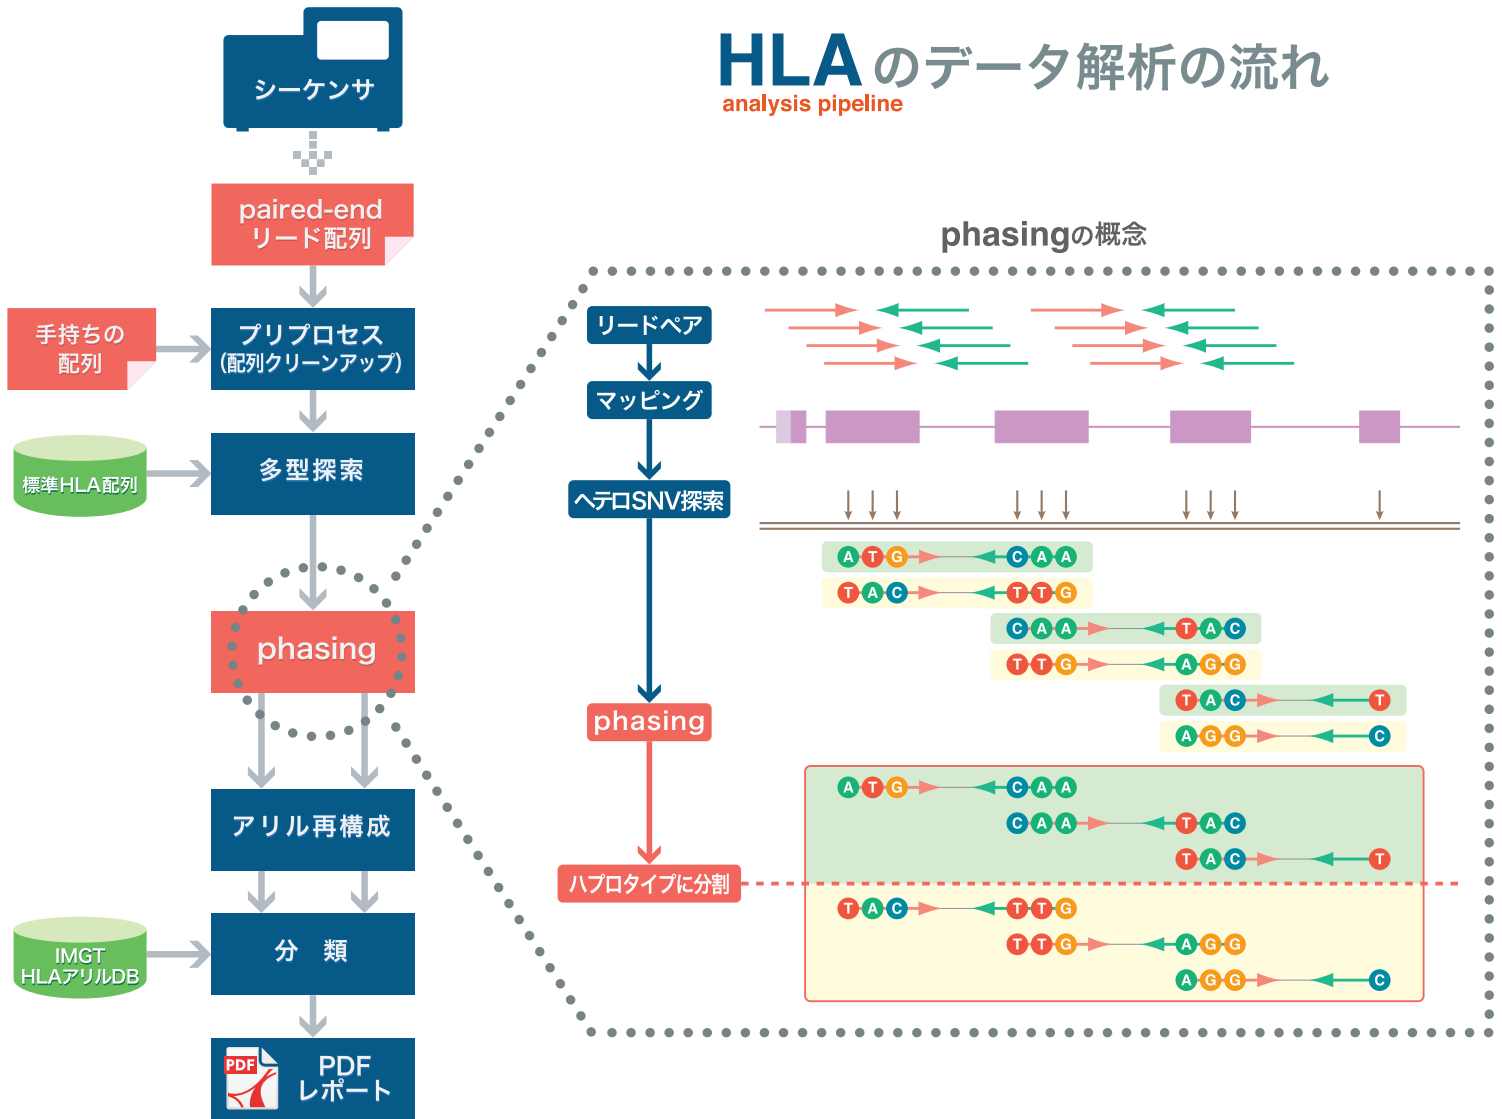 HLAのデータ解析の流れ
analysis pipeline
シーケンサ
paired-end
リード配列
手持ちの
配列
プリプロセス
(配列クリーンアップ)
標準HLA配列
多型探索
phasing
アリル再構成
IMGT
HLAアリルDB
分　類
PDF
PDF
レポート
phasingの概念
リードペア
マッピング
ヘテロSNV探索
phasing
ハプロタイプに分割
A T G C A A
T A C T T G
C A A T A C
T T G A G G
T A C T
A G G C
A T G C A A
C A A T A C
T A C T
T A C T T G
T T G A G G
A G G C